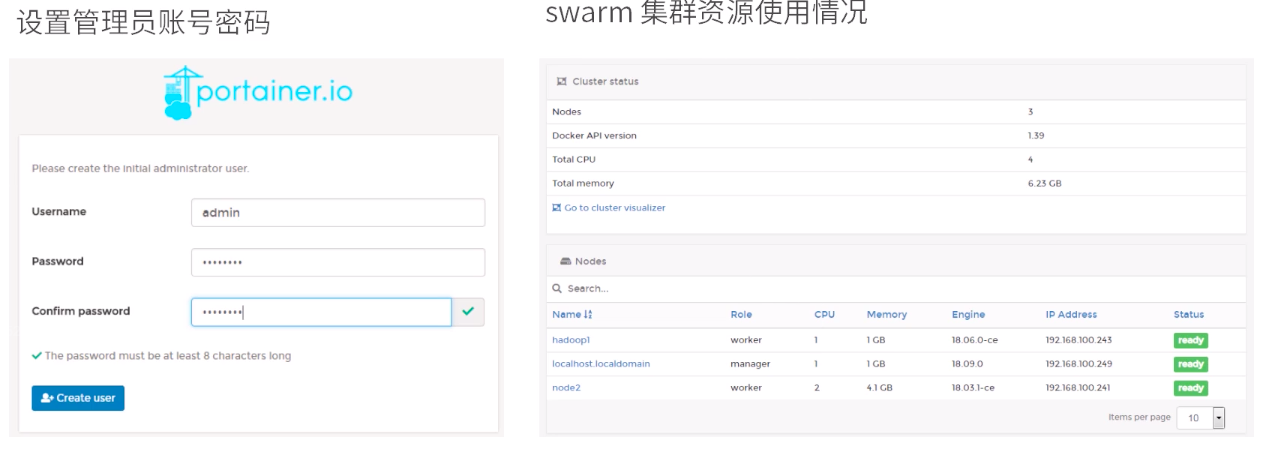 设置管理员账号密码
portainer.io
Please create the initial administrator user.
Username admin
Password ••••••••
Confirm password ••••••••
The password must be at least 8 characters long
Create user
swarm 集群资源使用情况
Cluster status
Nodes 3
Docker API version 1.39
Total CPU 4
Total memory 6.23 GB
Go to cluster visualizer
Nodes
Search...
Name Role CPU Memory Engine IP Address Status
hadoop1 worker 1 1 GB 18.06.0-ce 192.168.100.243 ready
localhost.localdomain manager 1 1 GB 18.09.0 192.168.100.249 ready
node2 worker 2 4.1 GB 18.03.1-ce 192.168.100.241 ready
Items per page 10